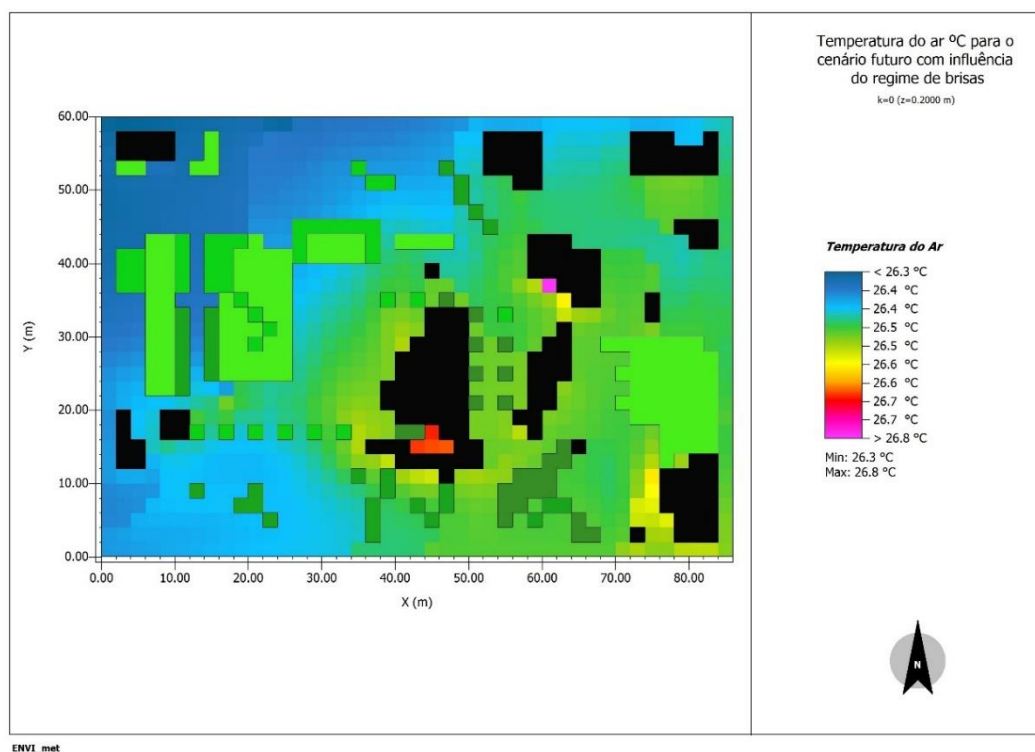 Temperatura do ar ºC para o
cenário futuro com influência
do regime de brisas
k=0 (z=0.2000 m)
60.00
50.00
40.00
30.00
20.00
10.00
0.00
Y (m)
0.00 10.00 20.00 30.00 40.00 50.00 60.00 70.00 80.00
X (m)
Temperatura do Ar
< 26.3 °C
26.4 °C
26.4 °C
26.5 °C
26.6 °C
26.6 °C
26.7 °C
26.7 °C
> 26.8 °C
Min: 26.3 °C
Max: 26.8 °C
N
ENVI_met